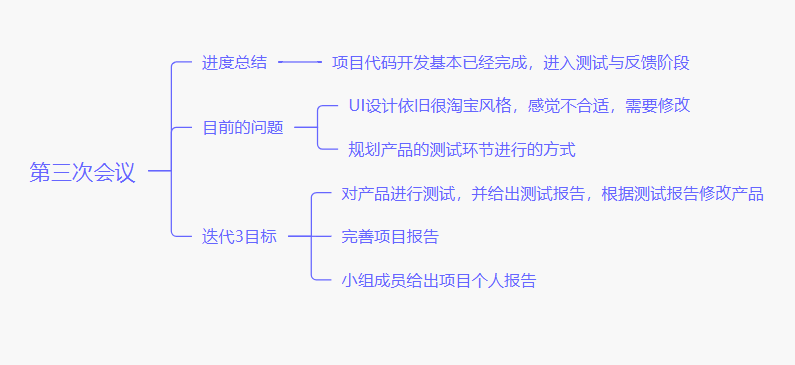 第三次会议
进度总结
项目代码开发基本已经完成，进入测试与反馈阶段
目前的问题
UI设计依旧很淘宝风格，感觉不合适，需要修改
规划产品的测试环节进行的方式
迭代3目标
对产品进行测试，并给出测试报告，根据测试报告修改产品
完善项目报告
小组成员给出项目个人报告